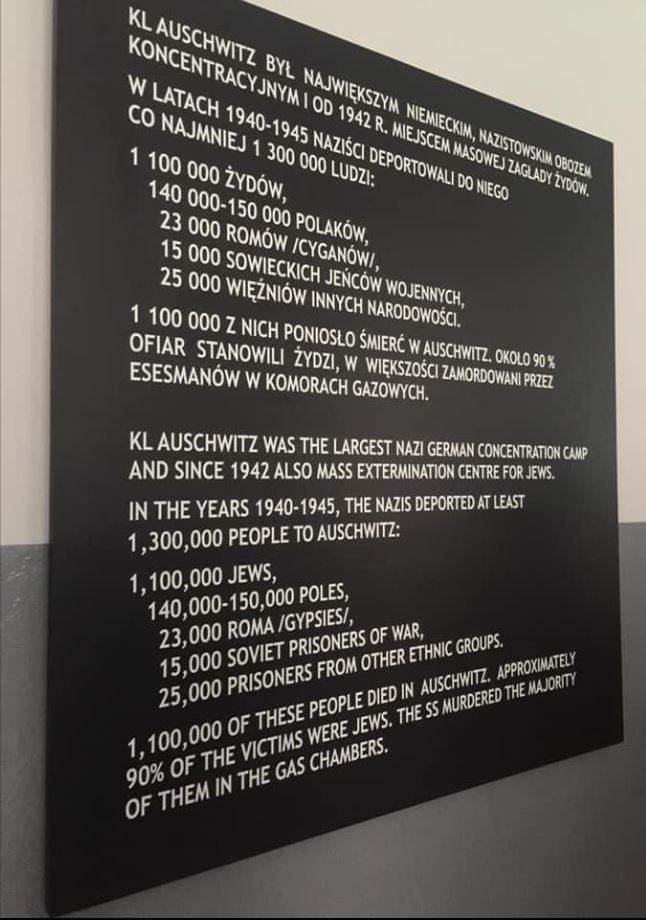 KL AUSCHWITZ BYŁ NAJWIĘKSZYM NIEMIECKIM, NAZISTOWSKIM OBOZEM
KONCENTRACYJNYM I OD 1942 R. MIEJSCEM MASOWEJ ZAGŁADY ŻYDÓW.
W LATACH 1940-1945 NAZIŚCI DEPORTOWALI DO NIEGO
CO NAJMNIEJ 1 300 000 LUDZI:
1 100 000 ŻYDÓW,
140 000-150 000 POLAKÓW,
23 000 ROMÓW /CYGANÓW/,
15 000 SOWIECKICH JEŃCÓW WOJENNYCH,
25 000 WIĘŹNIÓW INNYCH NARODOWOŚCI.
1 100 000 Z NICH PONIOSŁO ŚMIERĆ W AUSCHWITZ. OKOŁO 90 %
OFIAR STANOWILI ŻYDZI, W WIĘKSZOŚCI ZAMORDOWANI PRZEZ
ESESMANÓW W KOMORACH GAZOWYCH.
KL AUSCHWITZ WAS THE LARGEST NAZI GERMAN CONCENTRATION CAMP
AND SINCE 1942 ALSO MASS EXTERMINATION CENTRE FOR JEWS.
IN THE YEARS 1940-1945, THE NAZIS DEPORTED AT LEAST
1,300,000 PEOPLE TO AUSCHWITZ:
1,100,000 JEWS,
140,000-150,000 POLES,
23,000 ROMA /GYPSIES/,
15,000 SOVIET PRISONERS OF WAR,
25,000 PRISONERS FROM OTHER ETHNIC GROUPS.
1,100,000 OF THESE PEOPLE DIED IN AUSCHWITZ. APPROXIMATELY
90% OF THE VICTIMS WERE JEWS. THE SS MURDERED THE MAJORITY
OF THEM IN THE GAS CHAMBERS.